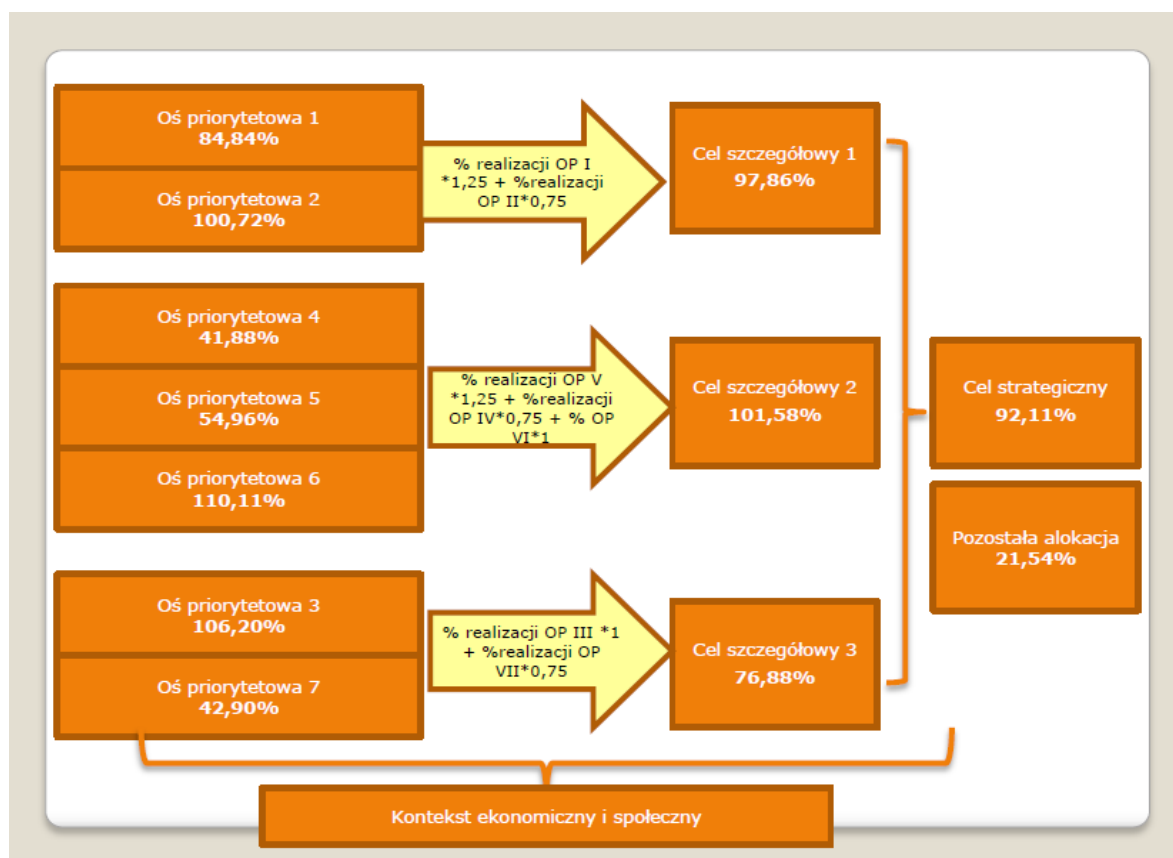 Oś priorytetowa 1
84,84%
Oś priorytetowa 2
100,72%
% realizacji OP I
*1,25 + %realizacji
OP II*0,75
Cel szczegółowy 1
97,86%
Oś priorytetowa 4
41,88%
Oś priorytetowa 5
54,96%
Oś priorytetowa 6
110,11%
% realizacji OP V
*1,25 + %realizacji
OP IV*0,75 + % OP
VI*1
Cel szczegółowy 2
101,58%
Cel strategiczny
92,11%
Pozostała alokacja
21,54%
Oś priorytetowa 3
106,20%
Oś priorytetowa 7
42,90%
% realizacji OP III *1
+ %realizacji OP
VII*0,75
Cel szczegółowy 3
76,88%
Kontekst ekonomiczny i społeczny